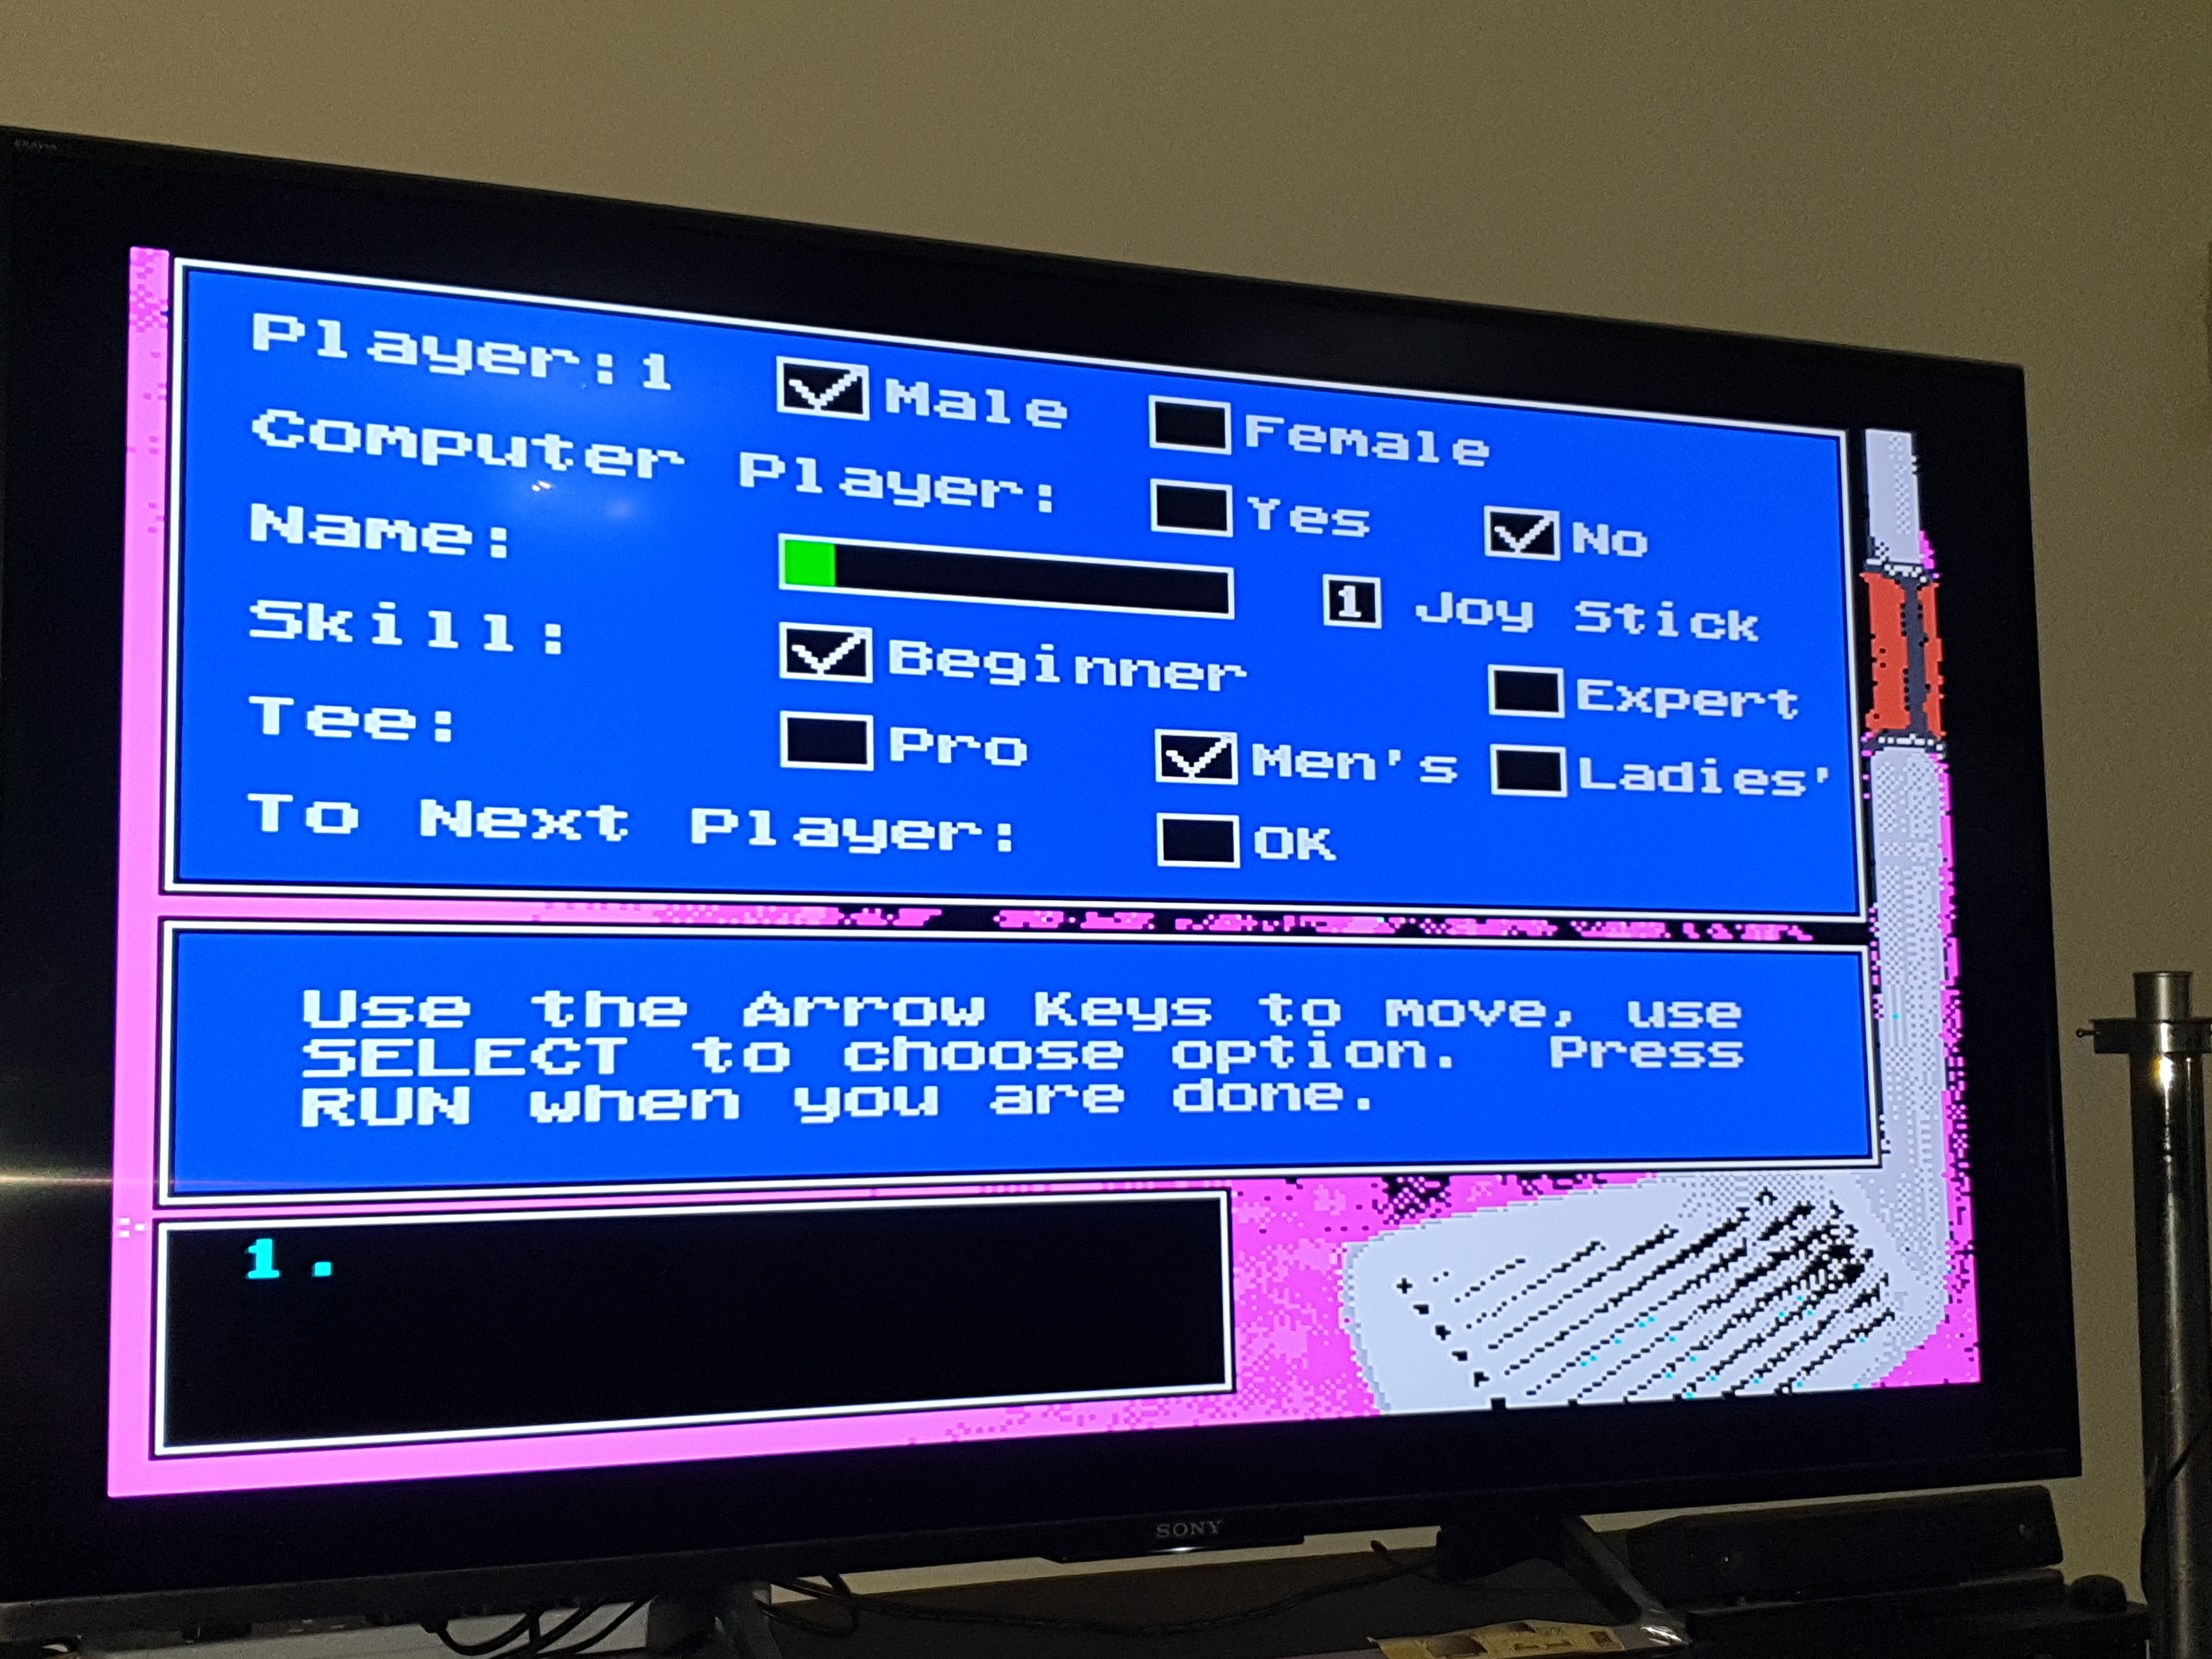 BRAVIA
Player:1 Male Female
Computer Player: Yes No
Name: 1 Joy Stick
Skill: Beginner Expert
Tee: Pro Men's Ladies'
To Next Player: OK
Use the Arrow Keys to move, use
SELECT to choose option. Press
RUN when you are done.
1.
SONY